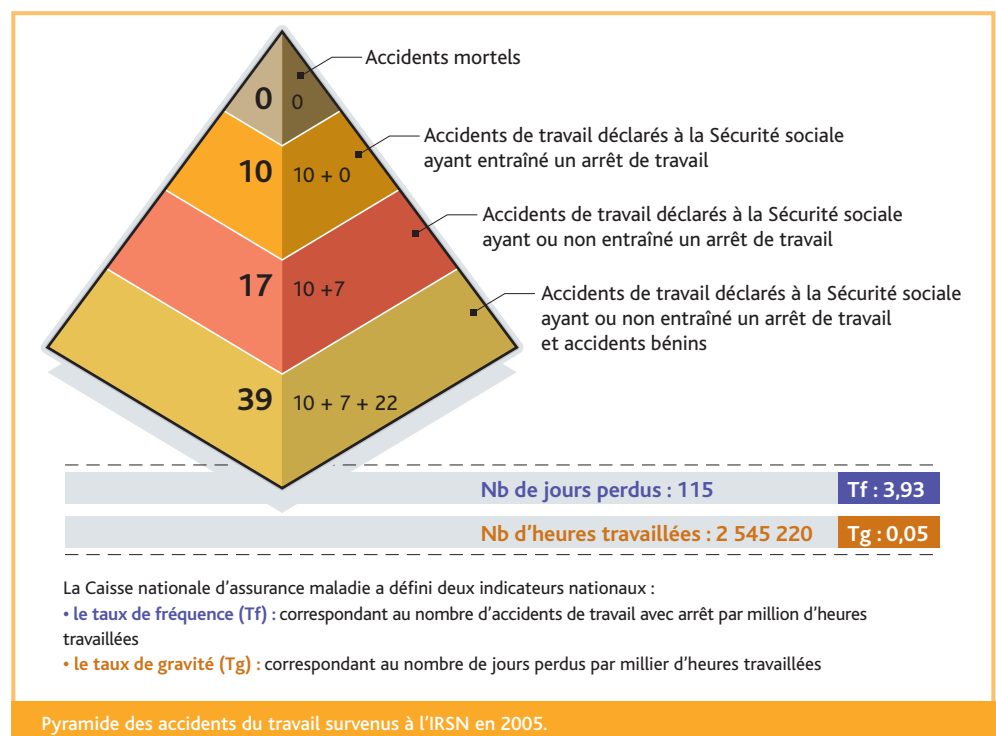 Accidents mortels
0 0
Accidents de travail déclarés à la Sécurité sociale
ayant entraîné un arrêt de travail
10 10 + 0
Accidents de travail déclarés à la Sécurité sociale
ayant ou non entraîné un arrêt de travail
17 10 +7
Accidents de travail déclarés à la Sécurité sociale
ayant ou non entraîné un arrêt de travail
et accidents bénins
39 10 + 7 + 22
Nb de jours perdus : 115 Tf : 3,93
Nb d'heures travaillées : 2 545 220 Tg : 0,05
La Caisse nationale d'assurance maladie a défini deux indicateurs nationaux :
• le taux de fréquence (Tf) : correspondant au nombre d'accidents de travail avec arrêt par million d'heures
travaillées
• le taux de gravité (Tg) : correspondant au nombre de jours perdus par millier d'heures travaillées
Pyramide des accidents du travail survenus à l'IRSN en 2005.